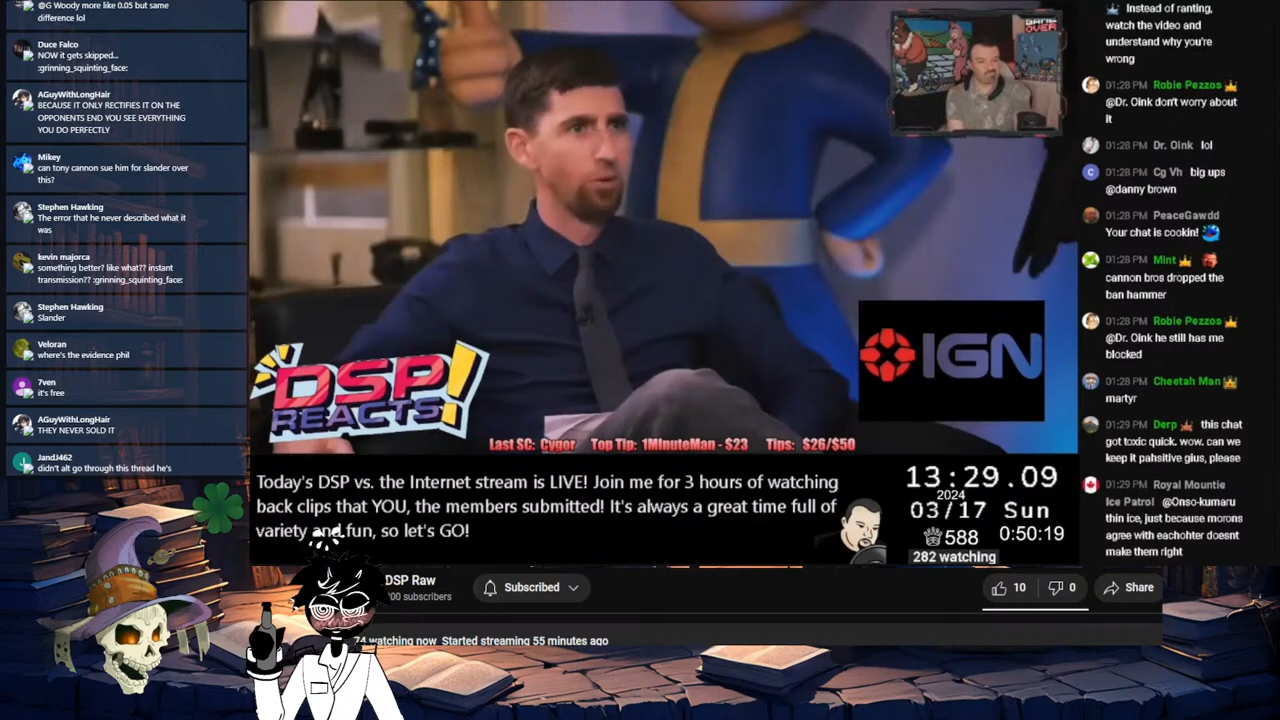 @G Woody more like 0.05 but same
difference lol
Duce Falco
NOW it gets skipped...
:grinning_squinting_face:
AGuyWithLongHair
BECAUSE IT ONLY RECTIFIES IT ON THE
OPPONENTS END YOU SEE EVERYTHING
YOU DO PERFECTLY
Mikey
can tony cannon sue him for slander over
this?
Stephen Hawking
The error that he never described what it
was
kevin majorca
something better? like what?? instant
transmission?? :grinning_squinting_face:
Stephen Hawking
Slander
Veloran
where's the evidence phil
7ven
it's free
AGuyWithLongHair
THEY NEVER SOLD IT
JandJ462
didn't alt go through this thread he's
GAME
OVER
IGN
DSP
REACTS!
Last SC: Cygor Top Tip: 1MinuteMan - $23 Tips: $26/$50
Today's DSP vs. the Internet stream is LIVE! Join me for 3 hours of watching
back clips that YOU, the members submitted! It's always a great time full of
variety and fun, so let's GO!
13:29.09
2024
03/17 Sun
588 0:50:19
282 watching
DSP Raw
00 subscribers
Subscribed
10
0
Share
74 watching now Started streaming 55 minutes ago
Instead of ranting,
watch the video and
understand why you're
wrong
01:28 PM Robie Pezzos
@Dr. Oink don't worry about
it
01:28 PM Dr. Oink lol
01:28 PM Cg Vh big ups
@danny brown
01:28 PM PeaceGawdd
Your chat is cookin!
01:28 PM Mint
cannon bros dropped the
ban hammer
01:28 PM Robie Pezzos
@Dr. Oink he still has me
blocked
01:28 PM Cheetah Man
martyr
01:29 PM Derp this chat
got toxic quick. wow. can we
keep it pahsitive gius, please
01:29 PM Royal Mountie
Ice Patrol @Onso-kumaru
thin ice, just because morons
agree with eachohter doesnt
make them right